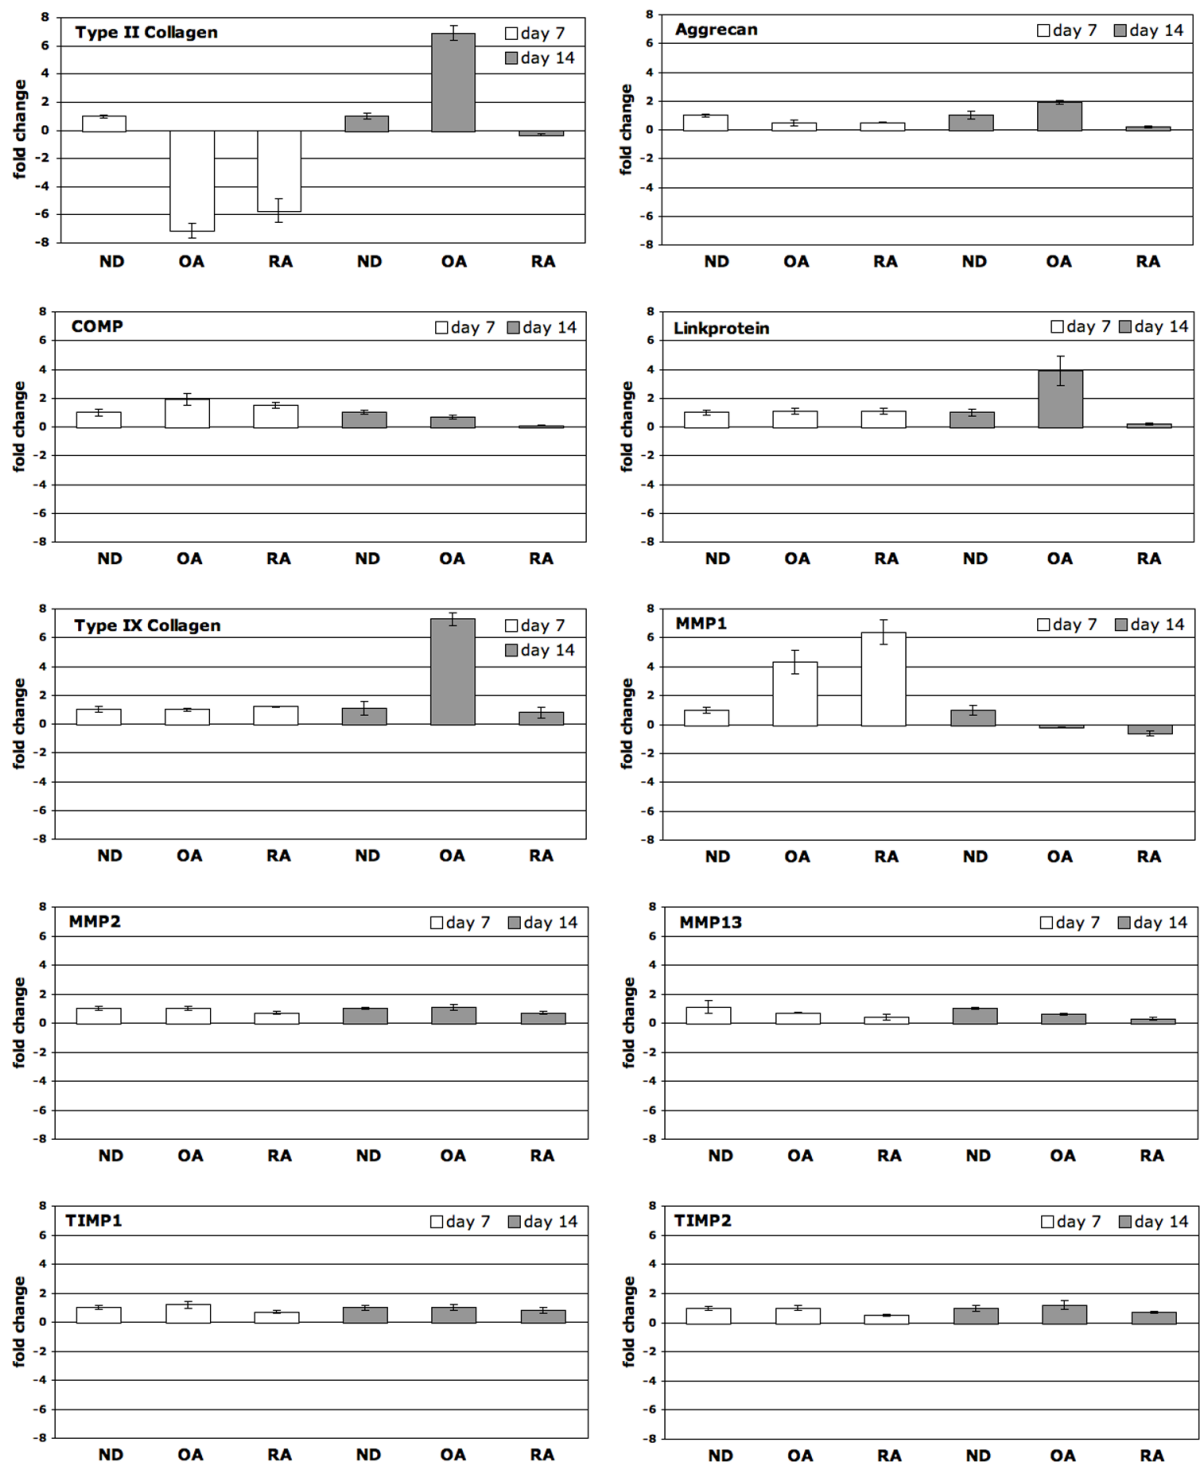 Type II Collagen
day 7
day 14
fold change
8
6
4
2
0
-2
-4
-6
-8
ND OA RA ND OA RA
Aggrecan
day 7 day 14
fold change
8
6
4
2
0
-2
-4
-6
-8
ND OA RA ND OA RA
COMP
day 7 day 14
fold change
8
6
4
2
0
-2
-4
-6
-8
ND OA RA ND OA RA
Linkprotein
day 7 day 14
fold change
8
6
4
2
0
-2
-4
-6
-8
ND OA RA ND OA RA
Type IX Collagen
day 7
day 14
fold change
8
6
4
2
0
-2
-4
-6
-8
ND OA RA ND OA RA
MMP1
day 7 day 14
fold change
8
6
4
2
0
-2
-4
-6
-8
ND OA RA ND OA RA
MMP2
day 7 day 14
fold change
8
6
4
2
0
-2
-4
-6
-8
ND OA RA ND OA RA
MMP13
day 7 day 14
fold change
8
6
4
2
0
-2
-4
-6
-8
ND OA RA ND OA RA
TIMP1
day 7 day 14
fold change
8
6
4
2
0
-2
-4
-6
-8
ND OA RA ND OA RA
TIMP2
day 7 day 14
fold change
8
6
4
2
0
-2
-4
-6
-8
ND OA RA ND OA RA